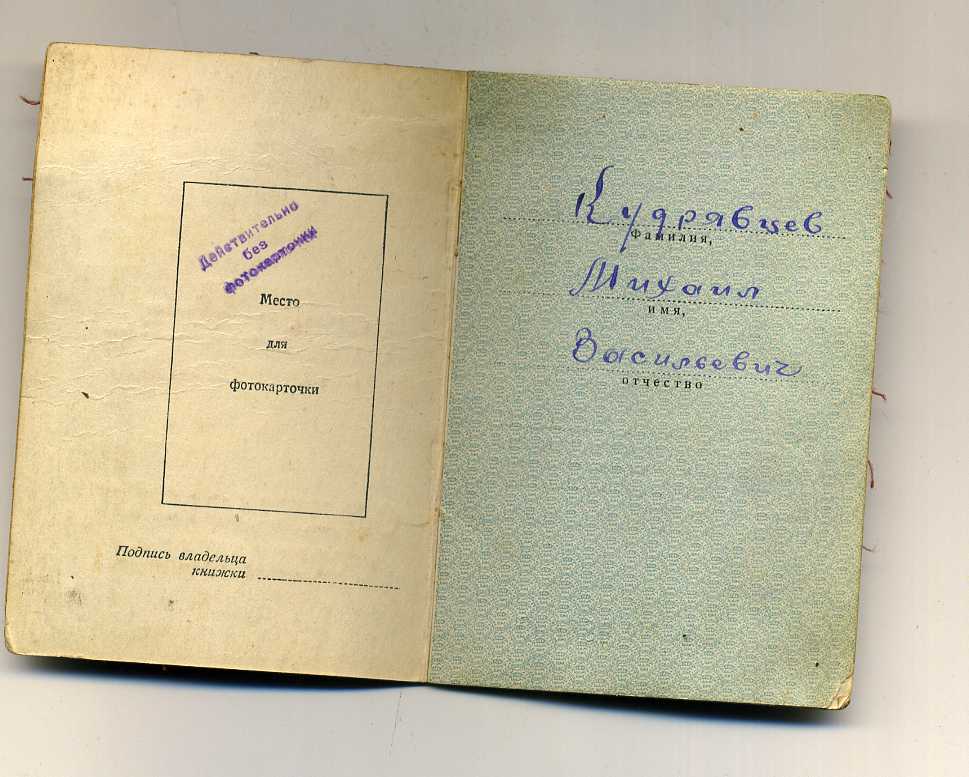 Действительно
без
фотокарточки
Место
для
фотокарточки
Подпись владельца
книжки
Кудрявцев
Фамилия,
Михаил
имя,
Васильевич
отчество